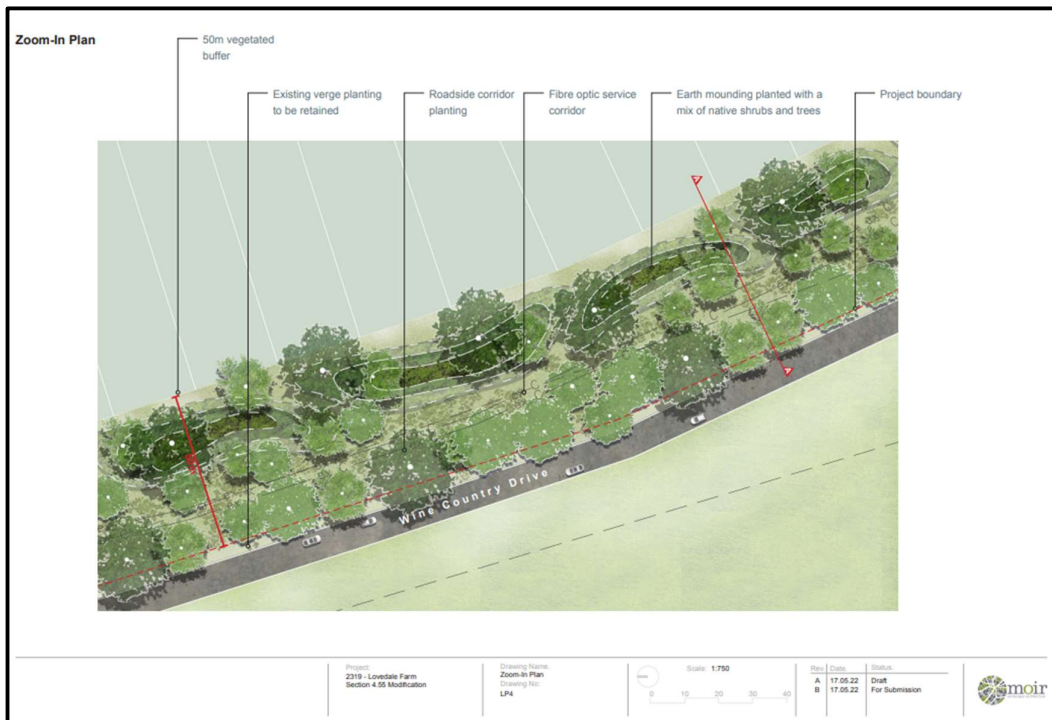 Zoom-In Plan
50m vegetated
buffer
Existing verge planting
to be retained
Roadside corridor
planting
Fibre optic service
corridor
Earth mounding planted with a
mix of native shrubs and trees
Project boundary
Wine Country Drive
Project:
2319 - Lovedale Farm
Section 4.55 Modification
Drawing Name:
Zoom-In Plan
Drawing No:
LP4
Scale: 1:750
0 10 20 30 40
Rev Date. Status.
A 17.05.22 Draft
B 17.05.22 For Submission
moir